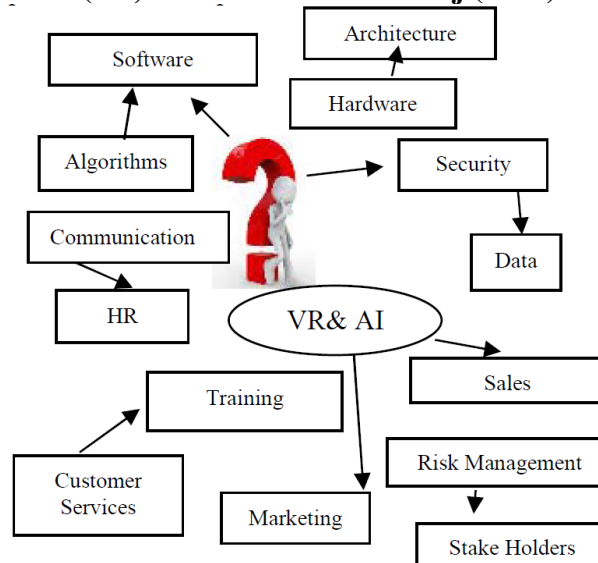 Architecture
Software
Hardware
Algorithms
Security
Communication
Data
HR
VR& AI
Sales
Training
Risk Management
Customer
Services
Marketing
Stake Holders